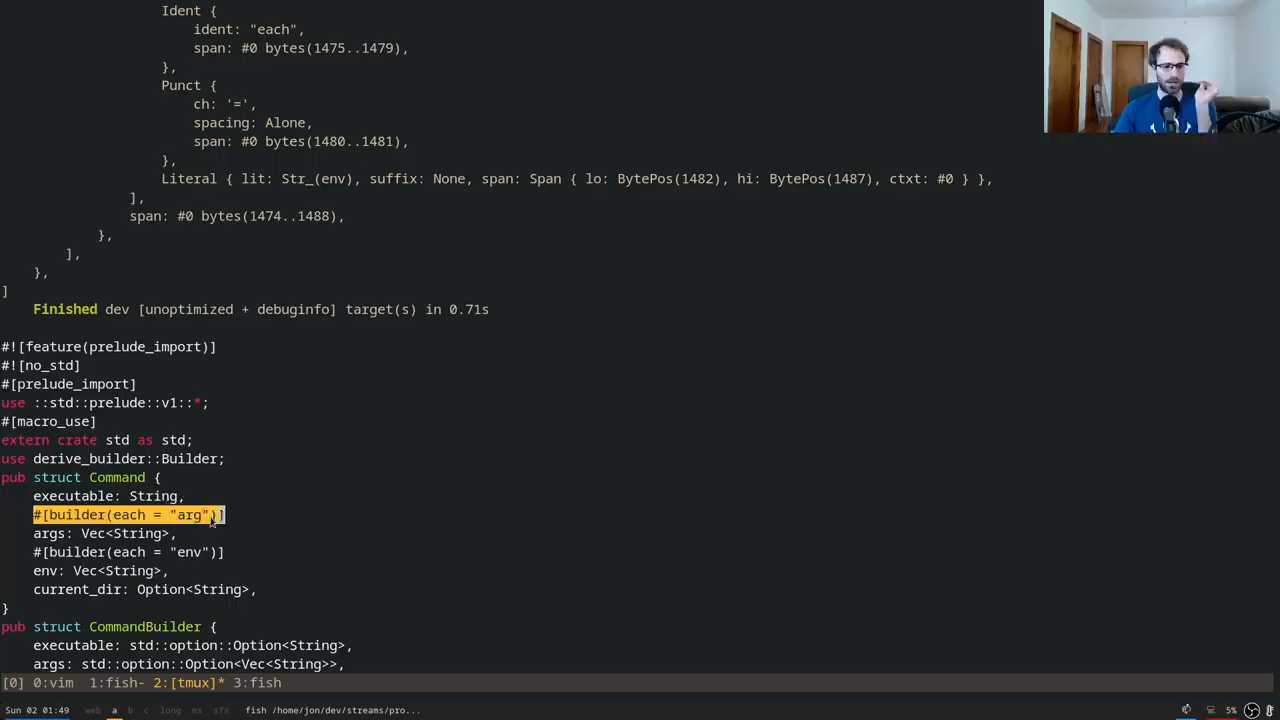 Ident {
ident: "each",
span: #0 bytes(1475..1479),
},
Punct {
ch: '=',
spacing: Alone,
span: #0 bytes(1480..1481),
},
Literal { lit: Str_(env), suffix: None, span: Span { lo: BytePos(1482), hi: BytePos(1487), ctxt: #0 } },
],
span: #0 bytes(1474..1488),
},
],
},
]
Finished dev [unoptimized + debuginfo] target(s) in 0.71s
#![feature(prelude_import)]
#![no_std]
#[prelude_import]
use ::std::prelude::v1::*;
#[macro_use]
extern crate std as std;
use derive_builder::Builder;
pub struct Command {
executable: String,
#[builder(each = "arg")]
args: Vec<String>,
#[builder(each = "env")]
env: Vec<String>,
current_dir: Option<String>,
}
pub struct CommandBuilder {
executable: std::option::Option<String>,
args: std::option::Option<Vec<String>>,
[0] 0:vim 1:fish- 2:[tmux]* 3:fish
Sun 02 01:49 web a b c long mx sfx fish /home/jon/dev/streams/pro... 5%